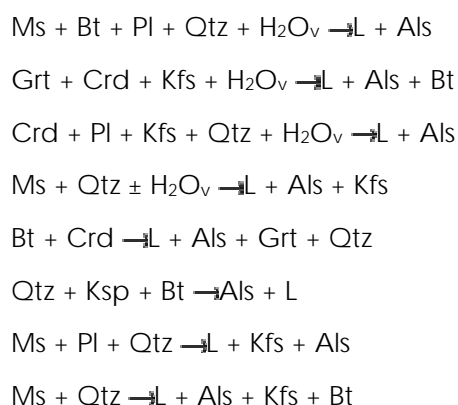 Ms + Bt + Pl + Qtz + H₂Oᵥ → L + Als
Grt + Crd + Kfs + H₂Oᵥ → L + Als + Bt
Crd + Pl + Kfs + Qtz + H₂Oᵥ → L + Als
Ms + Qtz ± H₂Oᵥ → L + Als + Kfs
Bt + Crd → L + Als + Grt + Qtz
Qtz + Ksp + Bt → Als + L
Ms + Pl + Qtz → L + Kfs + Als
Ms + Qtz → L + Als + Kfs + Bt